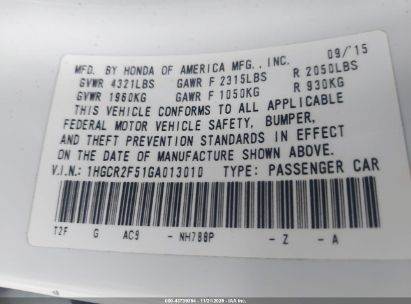 MFD. BY HONDA OF AMERICA MFG., INC. 09/15
GVWR 4321LBS GAWR F 2315LBS R 2050LBS
GVWR 1960KG GAWR F 1050KG R 930KG
THIS VEHICLE CONFORMS TO ALL APPLICABLE
FEDERAL MOTOR VEHICLE SAFETY, BUMPER,
AND THEFT PREVENTION STANDARDS IN EFFECT
ON THE DATE OF MANUFACTURE SHOWN ABOVE.
V.I.N.: 1HGCR2F51GA013010 TYPE: PASSENGER CAR
T2F G AC9 - NH788P - Z - A